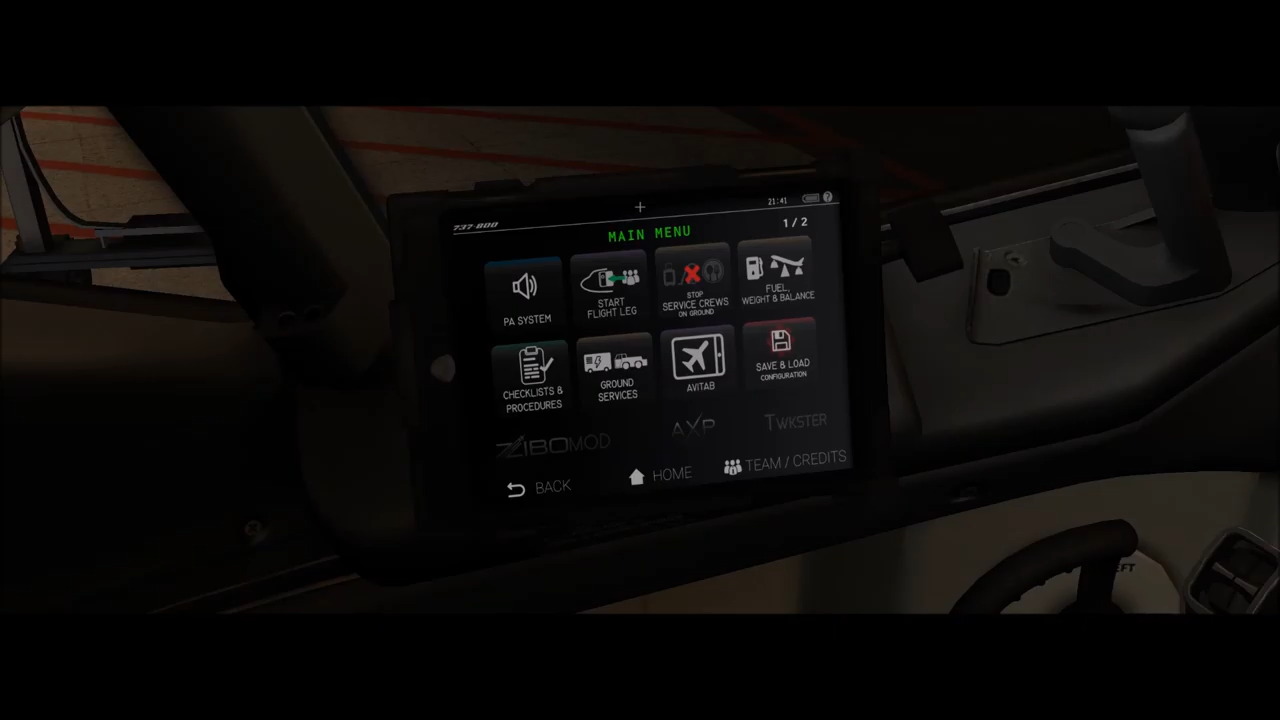 737-800
21:41
MAIN MENU
1 / 2
PA SYSTEM
START
FLIGHT LEG
STOP
SERVICE CREWS
ON GROUND
FUEL,
WEIGHT & BALANCE
CHECKLISTS &
PROCEDURES
GROUND
SERVICES
AVITAB
SAVE & LOAD
CONFIGURATION
ZIBOMOD
AXP
TWKSTER
BACK
HOME
TEAM / CREDITS